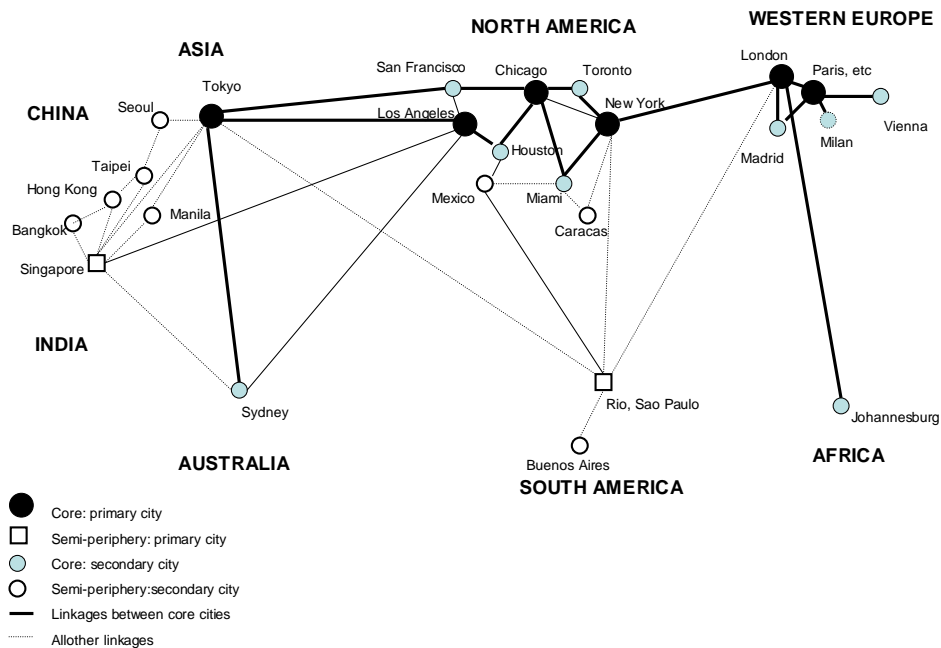 WESTERN EUROPE
NORTH AMERICA
ASIA
London
San Francisco
Chicago
Toronto
Paris, etc
Tokyo
CHINA
Seoul
Los Angeles
New York
Vienna
Milan
Houston
Madrid
Taipei
Hong Kong
Mexico
Miami
Manila
Bangkok
Caracas
Singapore
INDIA
Rio, Sao Paulo
Sydney
Johannesburg
AFRICA
AUSTRALIA
Buenos Aires
SOUTH AMERICA
Core: primary city
Semi-periphery: primary city
Core: secondary city
Semi-periphery:secondary city
Linkages between core cities
Allother linkages